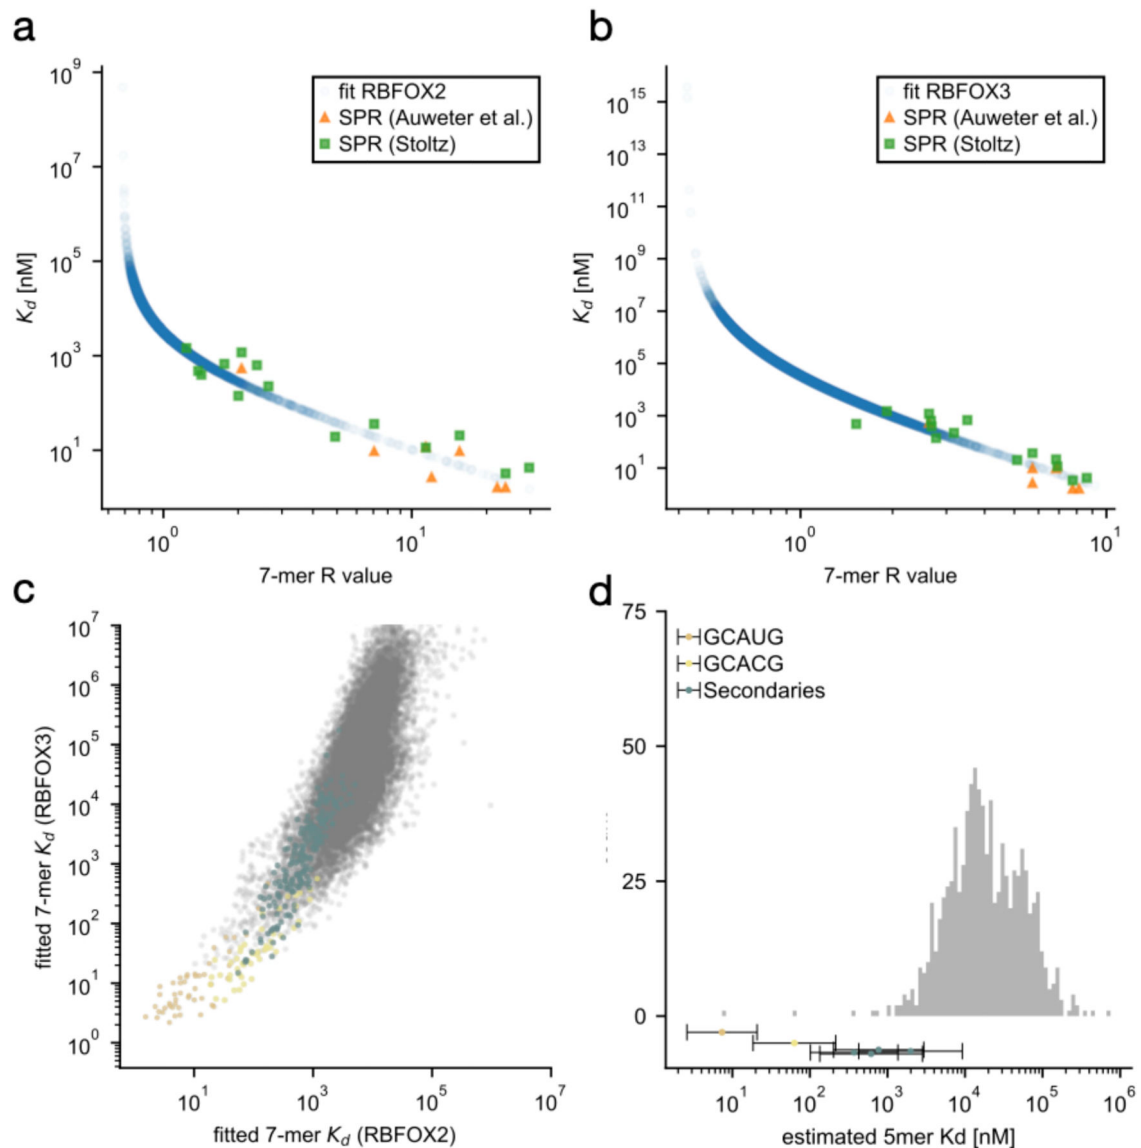 a
10^9
10^7
10^5
10^3
10^1
K_d [nM]
fit RBFOX2
SPR (Auweter et al.)
SPR (Stoltz)
10^0
10^1
7-mer R value
b
10^15
10^13
10^11
10^9
10^7
10^5
10^3
10^1
K_d [nM]
fit RBFOX3
SPR (Auweter et al.)
SPR (Stoltz)
10^0
10^1
7-mer R value
c
10^7
10^6
10^5
10^4
10^3
10^2
10^1
10^0
fitted 7-mer K_d (RBFOX3)
10^1
10^3
10^5
10^7
fitted 7-mer K_d (RBFOX2)
d
75
50
25
0
GCAUG
GCACG
Secondaries
10^1
10^2
10^3
10^4
10^5
10^6
estimated 5mer Kd [nM]